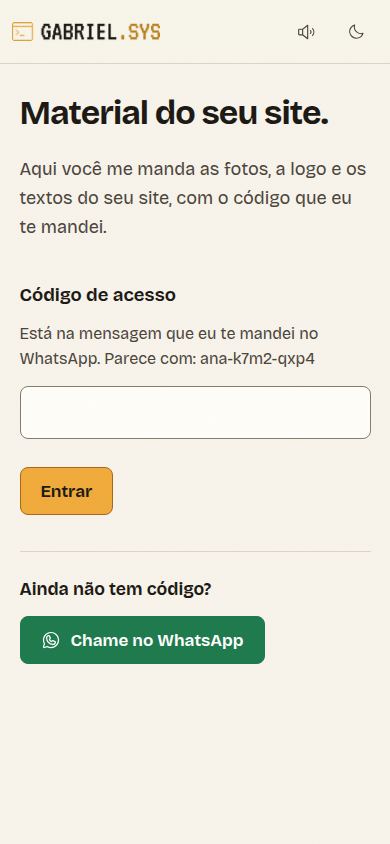 GABRIEL.SYS
Material do seu site.
Aqui você me manda as fotos, a logo e os
textos do seu site, com o código que eu
te mandei.
Código de acesso
Está na mensagem que eu te mandei no
WhatsApp. Parece com: ana-k7m2-qxp4
Entrar
Ainda não tem código?
Chame no WhatsApp